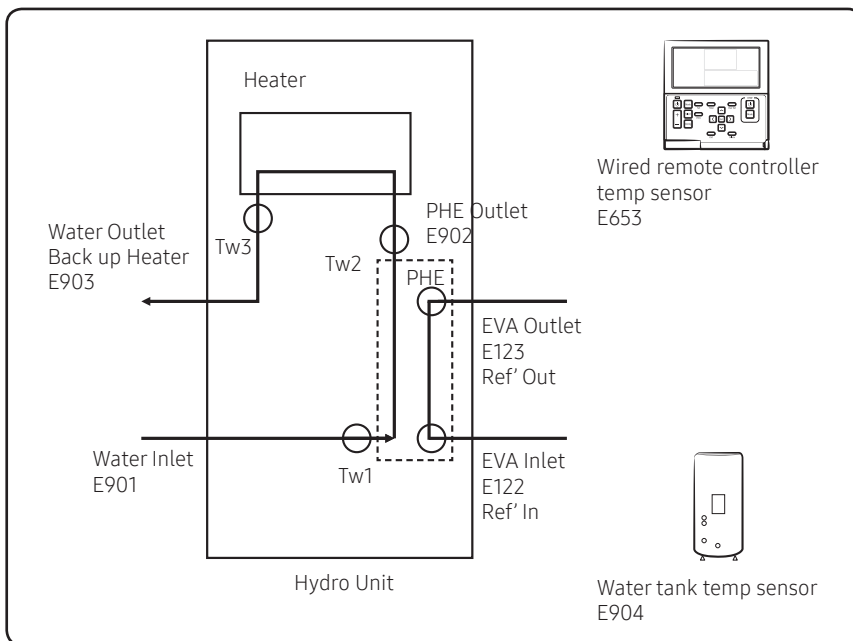 Heater
Wired remote controller
temp sensor
E653
PHE Outlet
E902
Water Outlet
Back up Heater
E903
Tw3
Tw2
PHE
EVA Outlet
E123
Ref' Out
Water Inlet
E901
Tw1
EVA Inlet
E122
Ref' In
Hydro Unit
Water tank temp sensor
E904